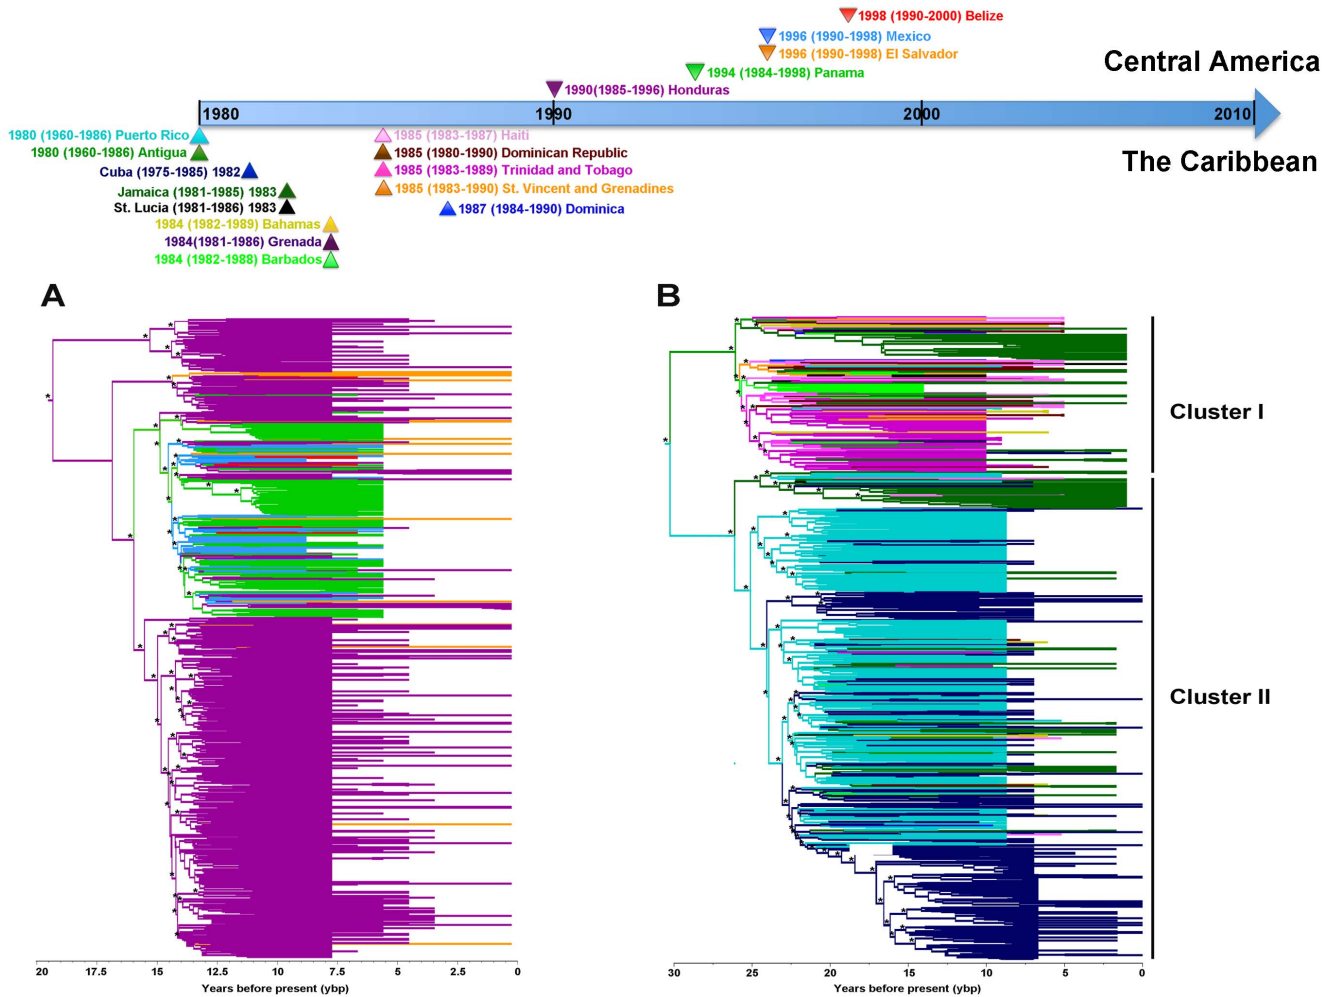 1998 (1990-2000) Belize
1996 (1990-1998) Mexico
1996 (1990-1998) El Salvador
1994 (1984-1998) Panama
1990(1985-1996) Honduras
Central America
1980 1990 2000 2010
1980 (1960-1986) Puerto Rico
1980 (1960-1986) Antigua
Cuba (1975-1985) 1982
Jamaica (1981-1985) 1983
St. Lucia (1981-1986) 1983
1984 (1982-1989) Bahamas
1984(1981-1986) Grenada
1984 (1982-1988) Barbados
1985 (1983-1987) Haiti
1985 (1980-1990) Dominican Republic
1985 (1983-1989) Trinidad and Tobago
1985 (1983-1990) St. Vincent and Grenadines
1987 (1984-1990) Dominica
The Caribbean
A
20 17.5 15 12.5 10 7.5 5 2.5 0
Years before present (ybp)
B
Cluster I
Cluster II
30 25 20 15 10 5 0
Years before present (ybp)